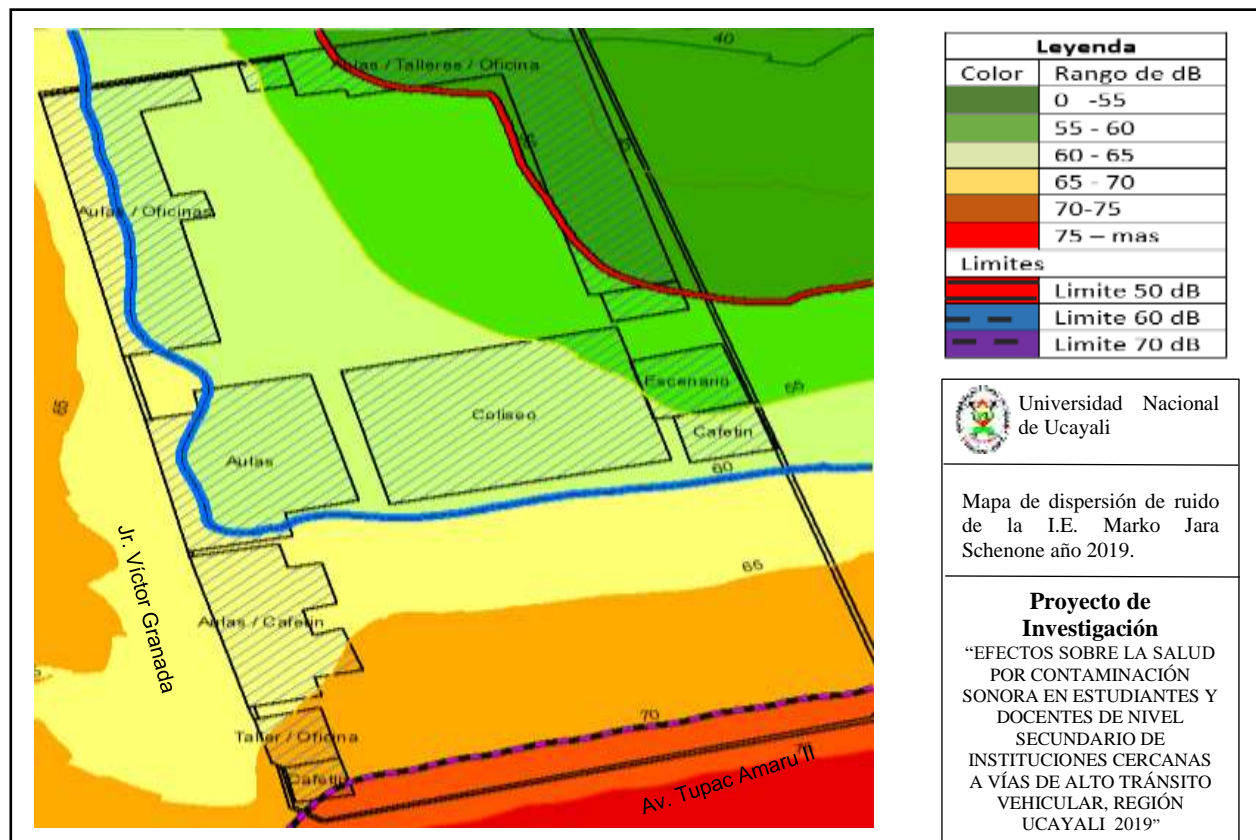 40
Aulas / Talleres / Oficina
Aulas / Oficinas
65
Escenario
55
Coliseo
Cafetin
Aulas
60
65
Jr. Víctor Granada
Aulas / Cafetin
70
Taller / Oficina
Cafetin
Av. Tupac Amaru II
Leyenda
Color Rango de dB
0 -55
55 - 60
60 - 65
65 - 70
70-75
75 – mas
Limites
Limite 50 dB
Limite 60 dB
Limite 70 dB
Universidad Nacional
de Ucayali
Mapa de dispersión de ruido
de la I.E. Marko Jara
Schenone año 2019.
Proyecto de
Investigación
“EFECTOS SOBRE LA SALUD
POR CONTAMINACIÓN
SONORA EN ESTUDIANTES Y
DOCENTES DE NIVEL
SECUNDARIO DE
INSTITUCIONES CERCANAS
A VÍAS DE ALTO TRÁNSITO
VEHICULAR, REGIÓN
UCAYALI 2019”